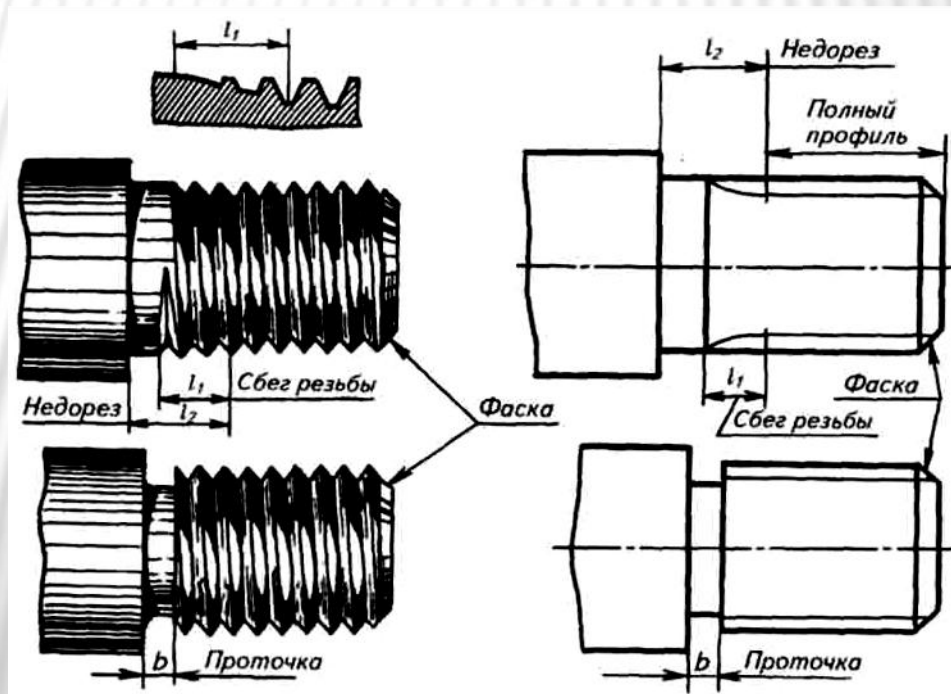 l₁
l₂
Недорез
Полный
профиль
l₁
Сбег резьбы
Недорез
l₂
Фаска
l₁
Сбег резьбы
Фаска
b
Проточка
b
Проточка